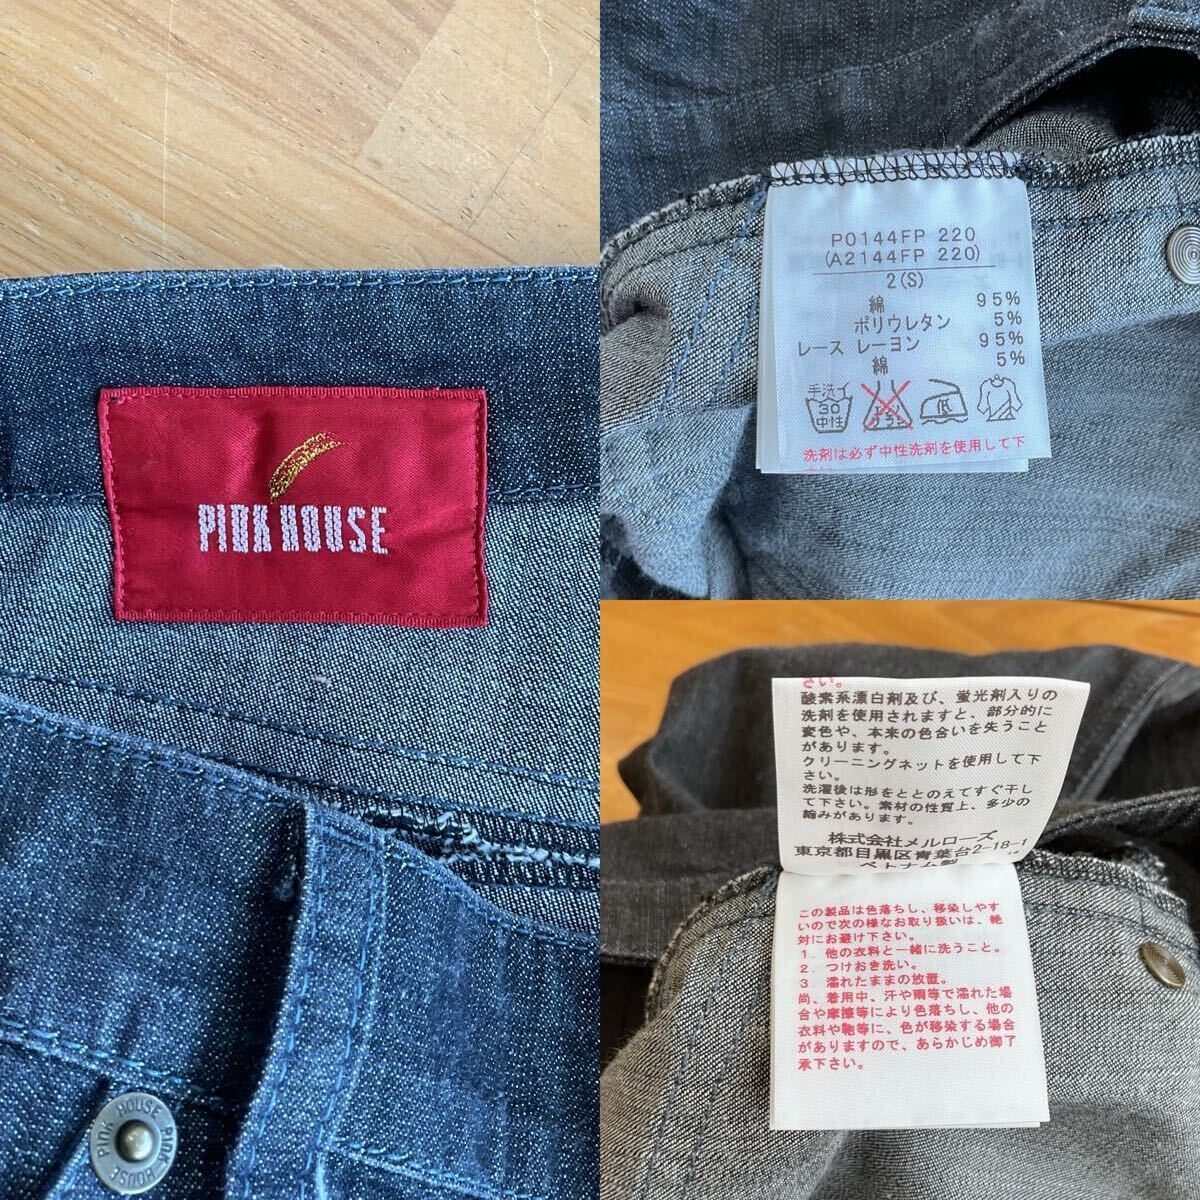 PINK HOUSE
PINK HOUSE PINK HOUSE
P0144FP 220
(A2144FP 220)
2(S)
綿 95%
ポリウレタン 5%
レース レーヨン 95%
綿 5%
手洗イ
30
中性
洗剤は必ず中性洗剤を使用して下
さい。
酸素系漂白剤及び、蛍光剤入りの
洗剤を使用されますと、部分的に
変色や、本来の色合いを失うこと
があります。
クリーニングネットを使用して下
さい。
洗濯後は形をととのえてすぐ干し
て下さい。素材の性質上、多少の
縮みがあります。
株式会社メルローズ
東京都目黒区青葉台2-18-1
ベトナム製
この製品は色落ちし、移染しやす
いので次の様なお取り扱いは、絶
対にお避け下さい。
1．他の衣料と一緒に洗うこと。
2．つけおき洗い。
3．濡れたままの放置。
尚、着用中、汗や雨等で濡れた場
合や摩擦等により色落ちし、他の
衣料や靴等に、色が移染する場合
がありますので、あらかじめ御了
承下さい。